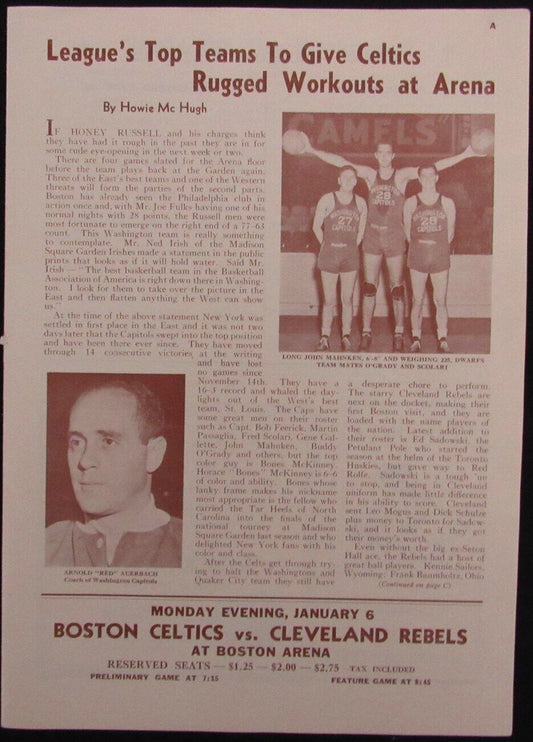 A
League's Top Teams To Give Celtics
Rugged Workouts at Arena
By Howie Mc Hugh
IF HONEY RUSSELL and his charges think
they have had it rough in the past they are in for
some rude eye-opening in the next week or two.
There are four games slated for the Arena floor
before the team plays back at the Garden again.
Three of the East's best teams and one of the Western
threats will form the parties of the second parts.
Boston has already seen the Philadelphia club in
action once and, with Joe Fulks having one of his
normal nights with 28 points, the Russell men were
most fortunate to emerge on the right end of a 77-63
count. This Washington team is really something
to contemplate. Mr. Ned Irish of the Madison
Square Garden Irishes made a statement in the public
prints that looks as if it will hold water. Said Mr.
Irish — "The best basketball team in the Basketball
Association of America is right down there in Washing-
ton. I look for them to take over the picture in the
East and then flatten anything the West can show
us."
At the time of the above statement New York was
settled in first place in the East and it was not two
days later that the Capitols swept into the top position
and have been there ever since. They have moved
through 14 consecutive victories at the writing
and have lost
no games since
November 14th.
16-3 record and whaled the day-
lights out of the West's best
team, St. Louis. The Caps have
some great men on their roster
such as Capt. Bob Feerick, Martin
Passaglia, Fred Scolari, Gene Gal-
lette, John Mahnken, Buddy
O'Grady and others, but the top
color guy is Bones McKinney.
Horace "Bones" McKinney is 6-6
of color and ability. Bones whose
lanky frame makes his nickname
most appropriate is the fellow who
carried the Tar Heels of North
Carolina into the finals of the
national tourney at Madison
Square Garden last season and who
delighted New York fans with his
color and class.
After the Celts get through try-
ing to halt the Washingtons and
Quaker City team they still have
CAMELS"
WASHINGTON
27
CAPITOLS
28
CAPITOLS
25
CAPITOLS
LONG JOHN MAHNKEN, 6'-8" AND WEIGHING 225, DWARFS
TEAM MATES O'GRADY AND SCOLARI
They have a
a desperate chore to perform.
The starry Cleveland Rebels are
next on the docket, making their
first Boston visit, and they are
loaded with the name players of
the nation. Latest addition to
their roster is Ed Sadowski, the
Petulant Pole who started the
season at the helm of the Toronto
Huskies, but gave way to Red
Rolfe. Sadowski is a tough 'un
to stop, and being in Cleveland
uniform has made little difference
in his ability to score. Cleveland
sent Leo Mogus and Dick Schulze
plus money to Toronto for Sadow-
ski, and it looks as if they got
their money's worth.
Even without the big ex-Seton
Hall ace, the Rebels had a host of
great ball players. Kennie Sailors,
Wyoming; Frank Baumholtz, Ohio
(Continued on page C)
ARNOLD "RED" AUERBACH
Coach of Washington Capitols
MONDAY EVENING, JANUARY 6
BOSTON CELTICS vs. CLEVELAND REBELS
AT BOSTON ARENA
RESERVED SEATS — $1.25 — $2.00 — $2.75 TAX INCLUDED
PRELIMINARY GAME AT 7:15 FEATURE GAME AT 8:45